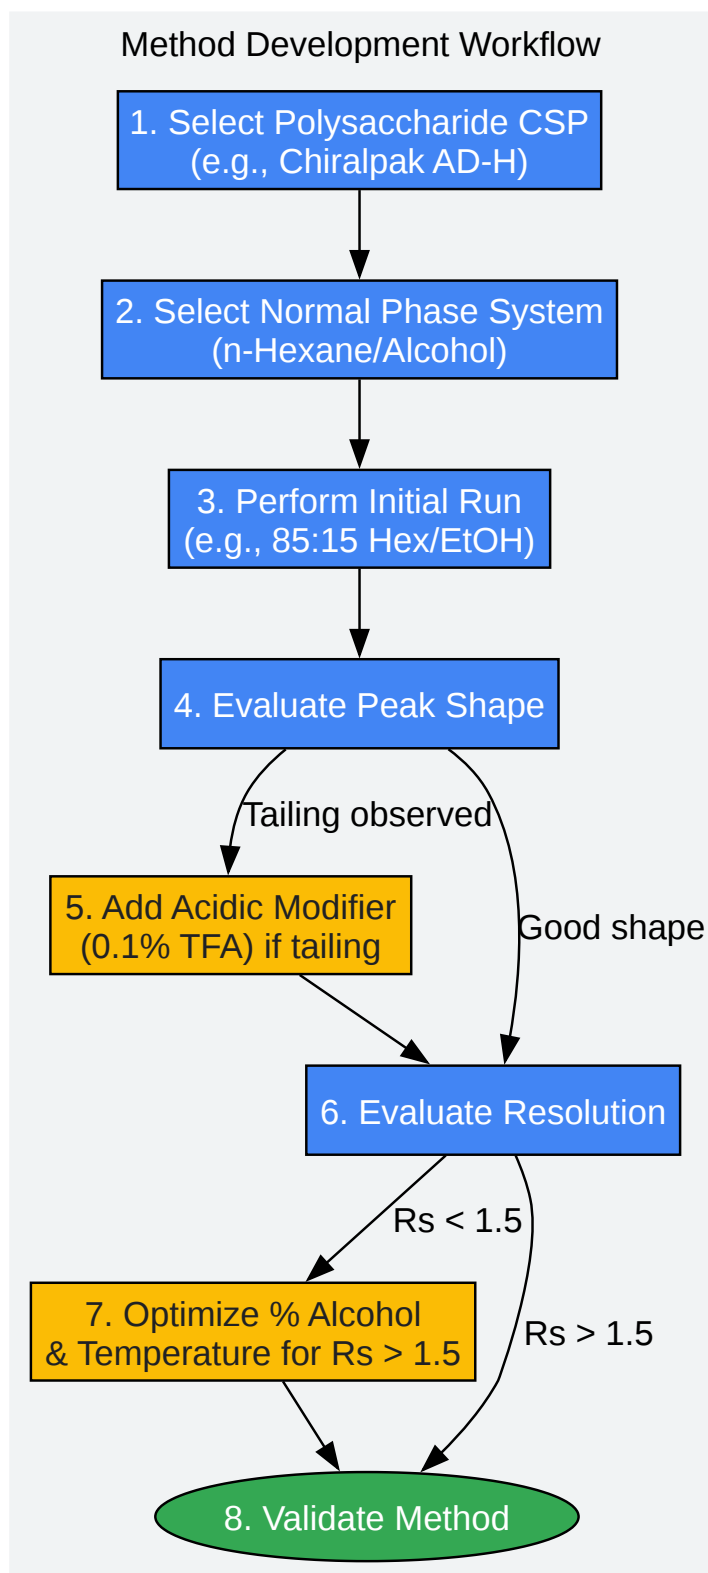 Method Development Workflow
1. Select Polysaccharide CSP
(e.g., Chiralpak AD-H)
2. Select Normal Phase System
(n-Hexane/Alcohol)
3. Perform Initial Run
(e.g., 85:15 Hex/EtOH)
4. Evaluate Peak Shape
Tailing observed
5. Add Acidic Modifier
(0.1% TFA) if tailing
Good shape
6. Evaluate Resolution
Rs < 1.5
7. Optimize % Alcohol
& Temperature for Rs > 1.5
Rs > 1.5
8. Validate Method